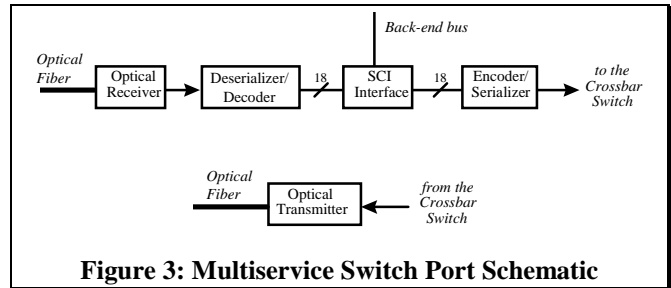 Back-end bus
Optical
Fiber
Optical
Receiver
Deserializer/
Decoder
18
SCI
Interface
18
Encoder/
Serializer
to the
Crossbar
Switch
Optical
Fiber
Optical
Transmitter
from the
Crossbar
Switch
Figure 3: Multiservice Switch Port Schematic